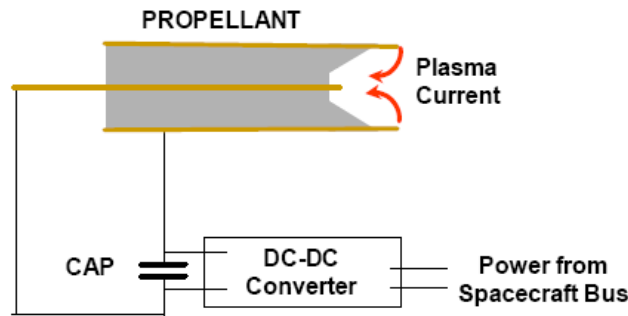 PROPELLANT
Plasma
Current
CAP
DC-DC
Converter
Power from
Spacecraft Bus